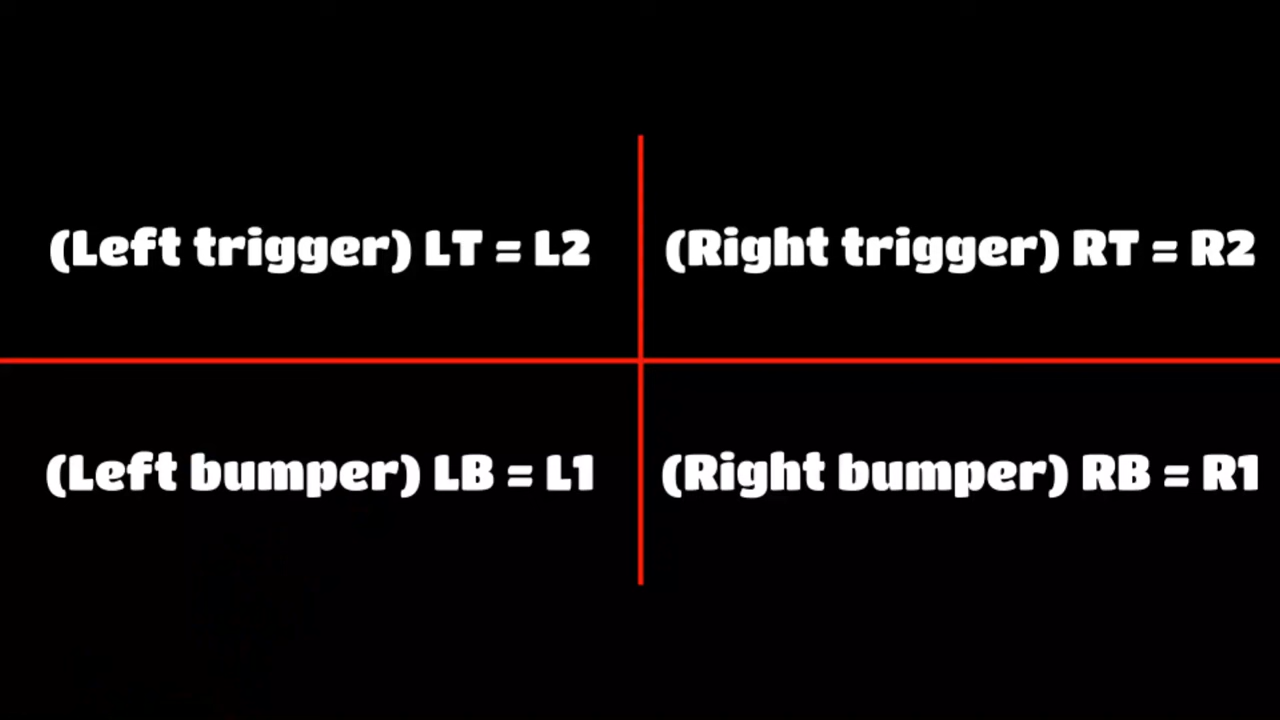 (Left trigger) LT = L2
(Right trigger) RT = R2
(Left bumper) LB = L1
(Right bumper) RB = R1